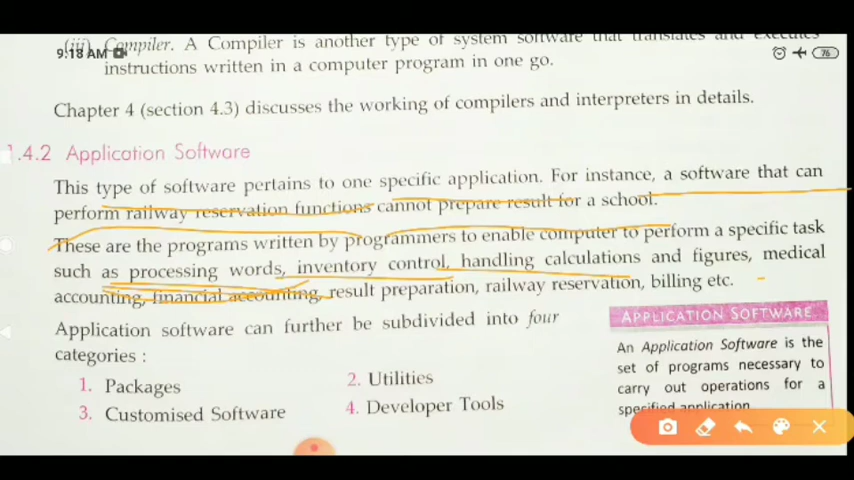 (iii) Compiler. A Compiler is another type of system software that translates and executes
9:18 AM
76
instructions written in a computer program in one go.
Chapter 4 (section 4.3) discusses the working of compilers and interpreters in details.
1.4.2 Application Software
This type of software pertains to one specific application. For instance, a software that can
perform railway reservation functions cannot prepare result for a school.
These are the programs written by programmers to enable computer to perform a specific task
such as processing words, inventory control, handling calculations and figures, medical
accounting, financial accounting, result preparation, railway reservation, billing etc.
Application software can further be subdivided into four
categories :
1. Packages
2. Utilities
3. Customised Software
4. Developer Tools
APPLICATION SOFTWARE
An Application Software is the
set of programs necessary to
carry out operations for a
specified application